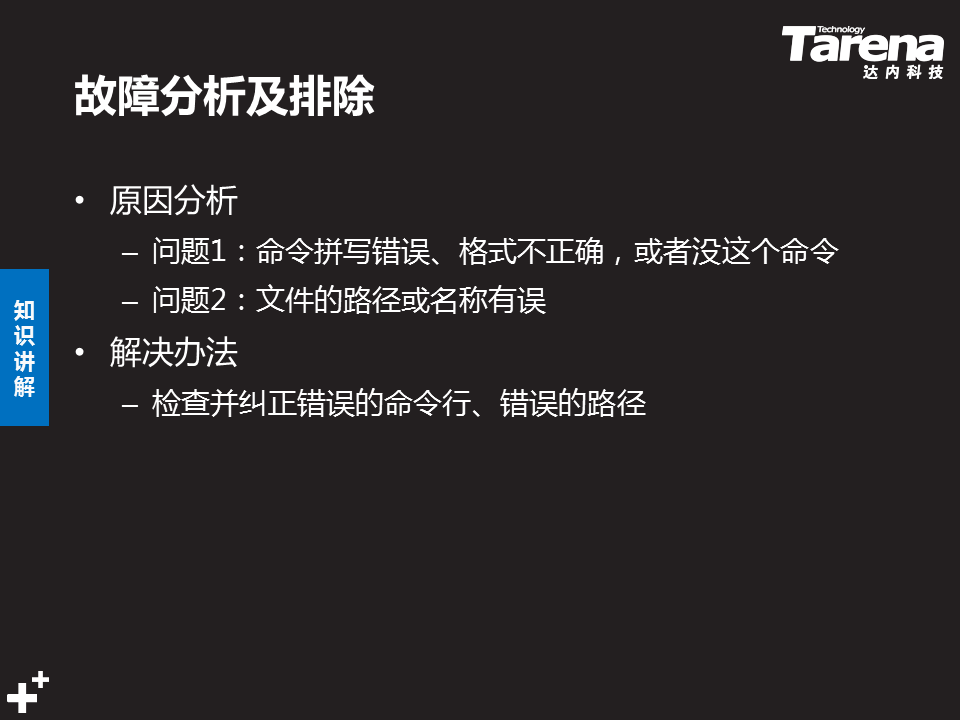 Technology
Tarena
达内科技
故障分析及排除
• 原因分析
– 问题1：命令拼写错误、格式不正确，或者没这个命令
– 问题2：文件的路径或名称有误
• 解决办法
– 检查并纠正错误的命令行、错误的路径
知识讲解